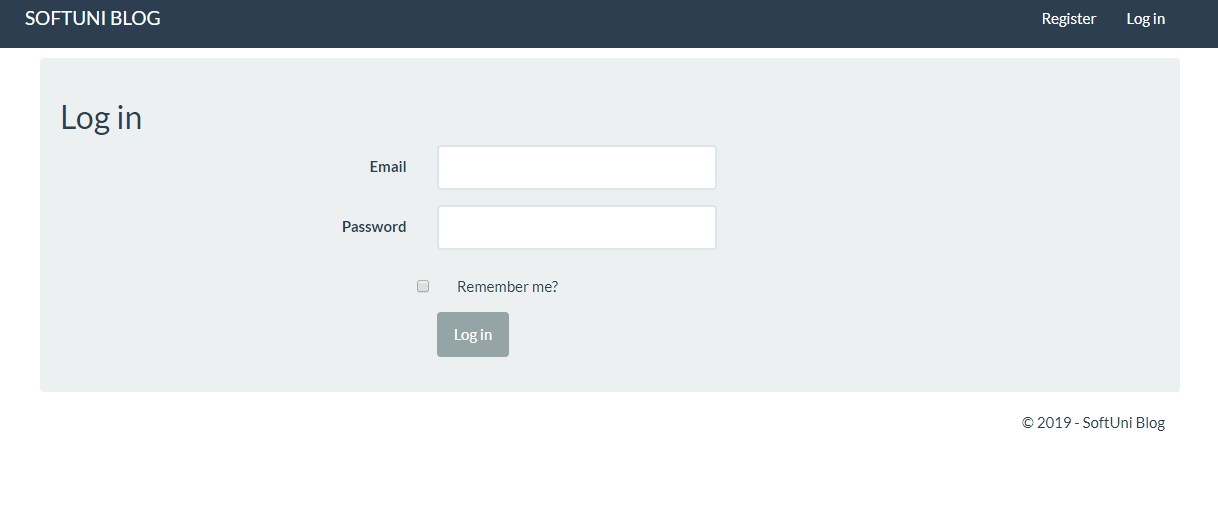 SOFTUNI BLOG
Register
Log in
Log in
Email
Password
Remember me?
Log in
© 2019 - SoftUni Blog